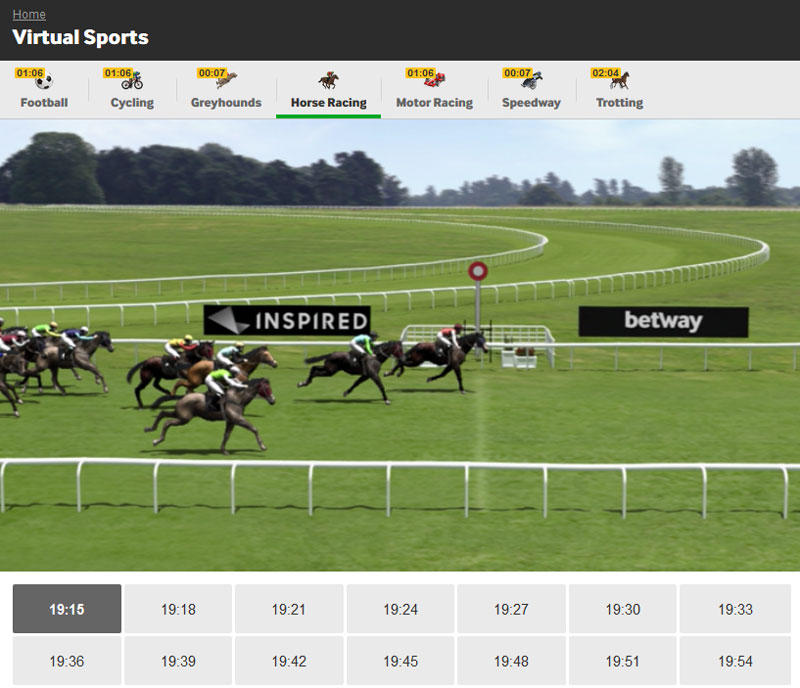 Home
Virtual Sports
01:06 01:06 00:07 01:06 00:07 02:04
Football Cycling Greyhounds Horse Racing Motor Racing Speedway Trotting
INSPIRED betway
19:15 19:18 19:21 19:24 19:27 19:30 19:33
19:36 19:39 19:42 19:45 19:48 19:51 19:54